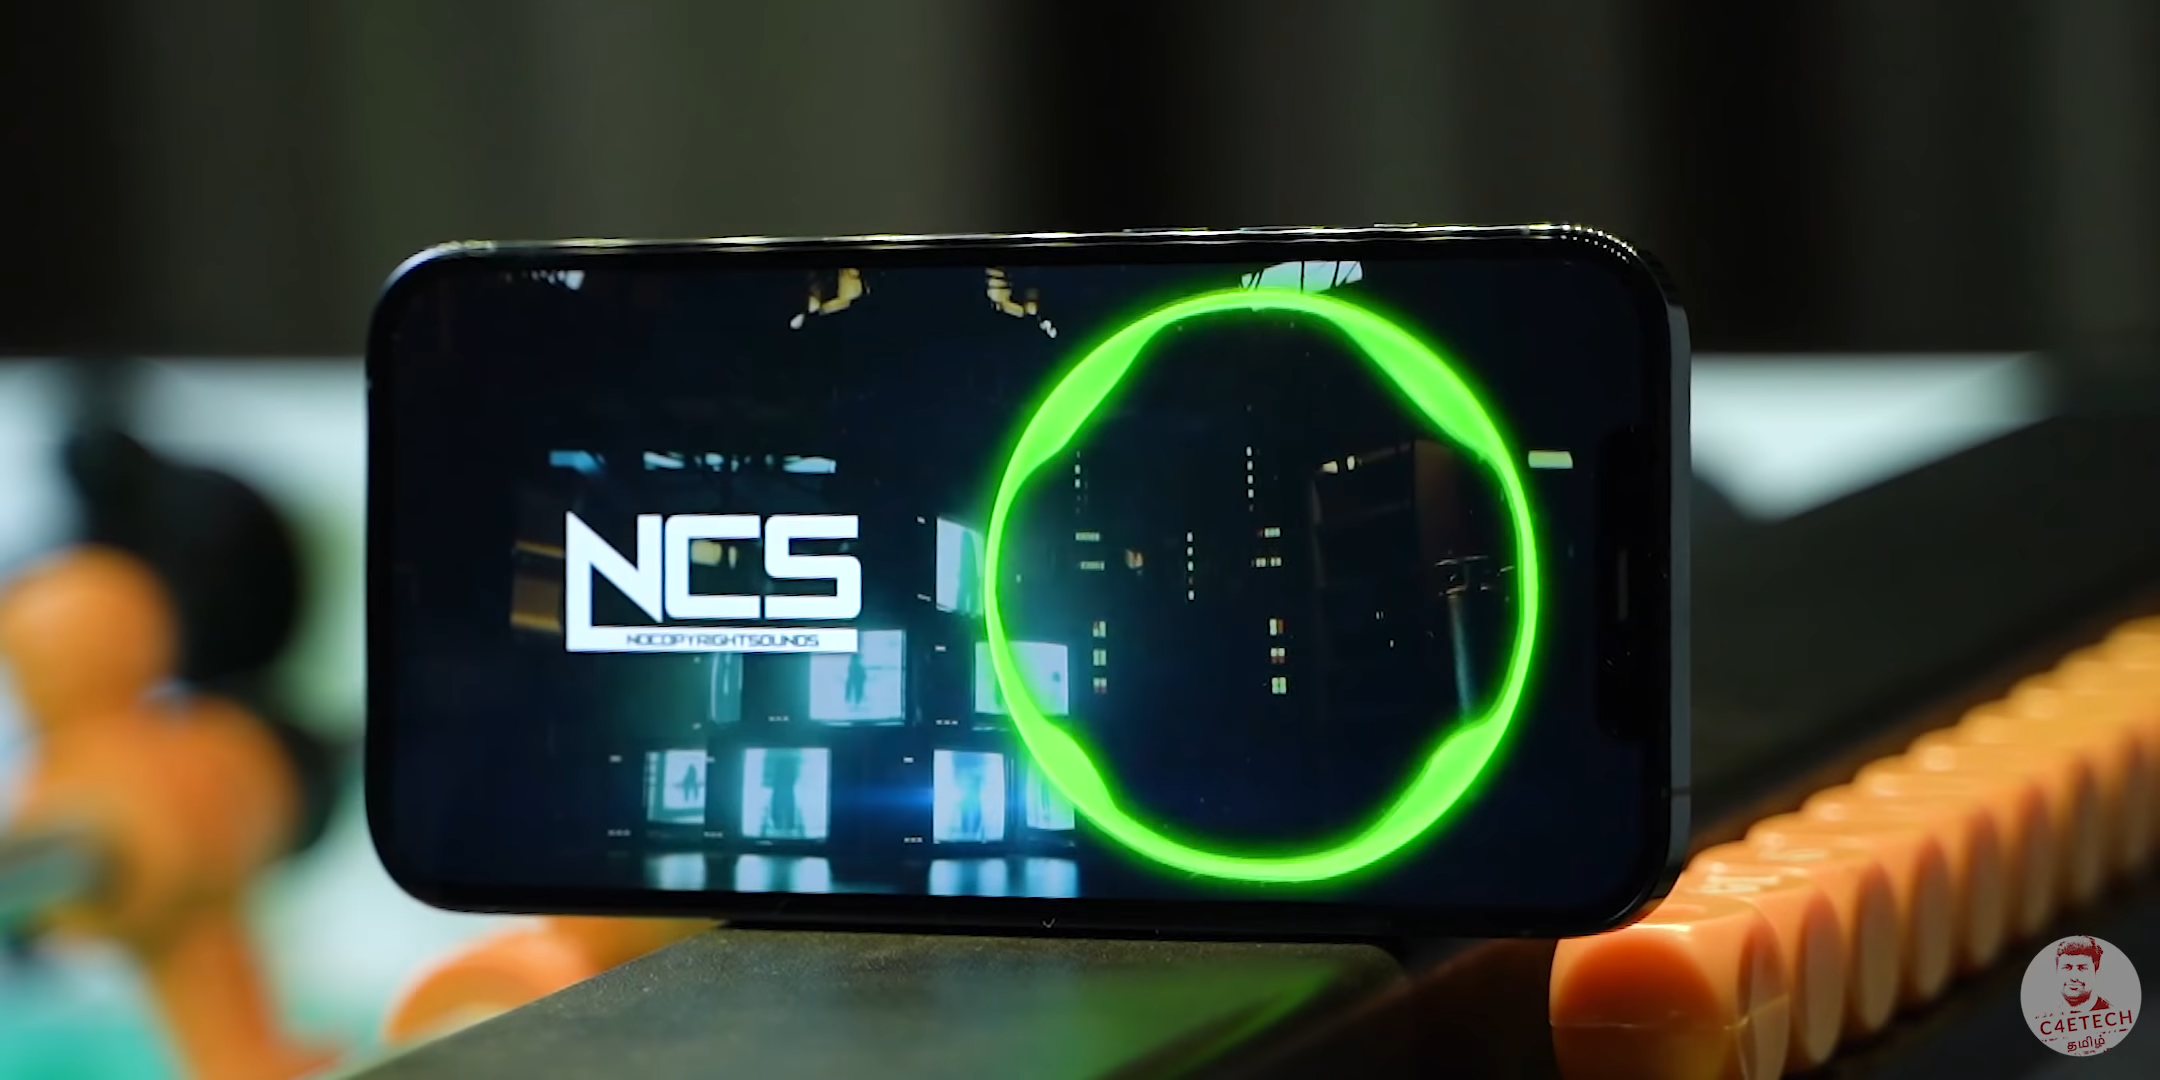 NCS
NOCOPYRIGHTSOUNDS
C4ETECH
தமிழ்